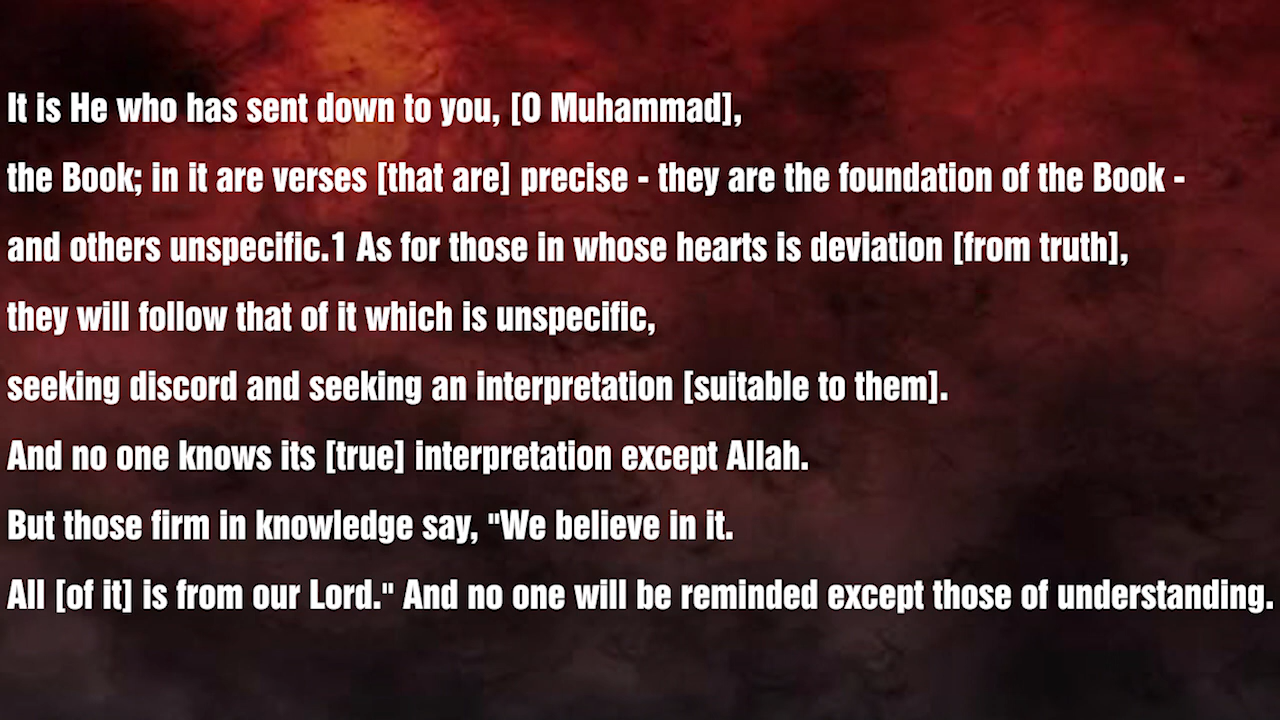 It is He who has sent down to you, [O Muhammad],
the Book; in it are verses [that are] precise - they are the foundation of the Book -
and others unspecific.1 As for those in whose hearts is deviation [from truth],
they will follow that of it which is unspecific,
seeking discord and seeking an interpretation [suitable to them].
And no one knows its [true] interpretation except Allah.
But those firm in knowledge say, "We believe in it.
All [of it] is from our Lord." And no one will be reminded except those of understanding.